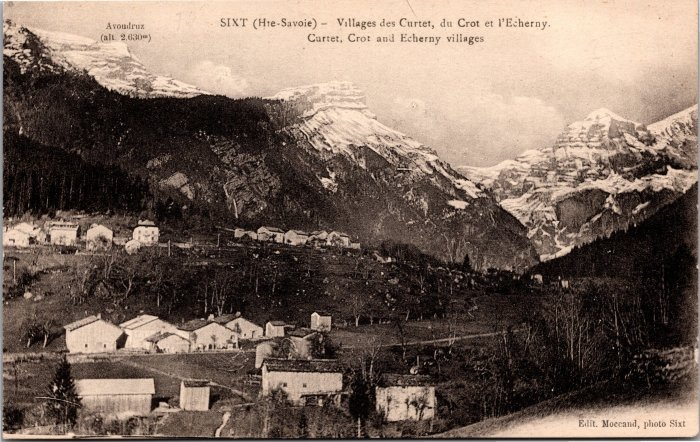 SIXT (Hte-Savoie) - Villages des Curtet, du Crot et l'Echerny.
Curtet, Crot and Echerny villages
Avoudruz
(alt. 2.630m)
Edit. Moccand, photo Sixt